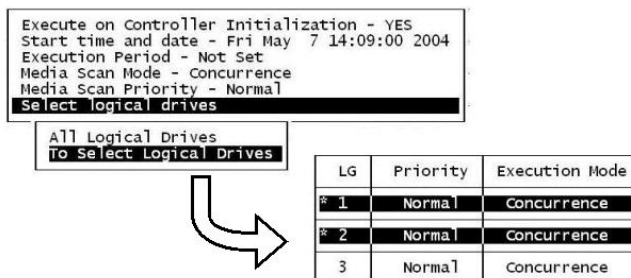 Execute on Controller Initialization - YES
Start time and date - Fri May 7 14:09:00 2004
Execution Period - Not Set
Media Scan Mode - Concurrence
Media Scan Priority - Normal
Select logical drives
All Logical Drives
To Select Logical Drives
LG Priority Execution Mode
* 1 Normal Concurrence
* 2 Normal Concurrence
3 Normal Concurrence